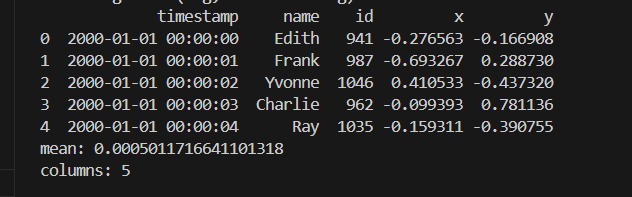 timestamp name id x y
0 2000-01-01 00:00:00 Edith 941 -0.276563 -0.166908
1 2000-01-01 00:00:01 Frank 987 -0.693267 0.288730
2 2000-01-01 00:00:02 Yvonne 1046 0.410533 -0.437320
3 2000-01-01 00:00:03 Charlie 962 -0.099393 0.781136
4 2000-01-01 00:00:04 Ray 1035 -0.159311 -0.390755
mean: 0.0005011716641101318
columns: 5